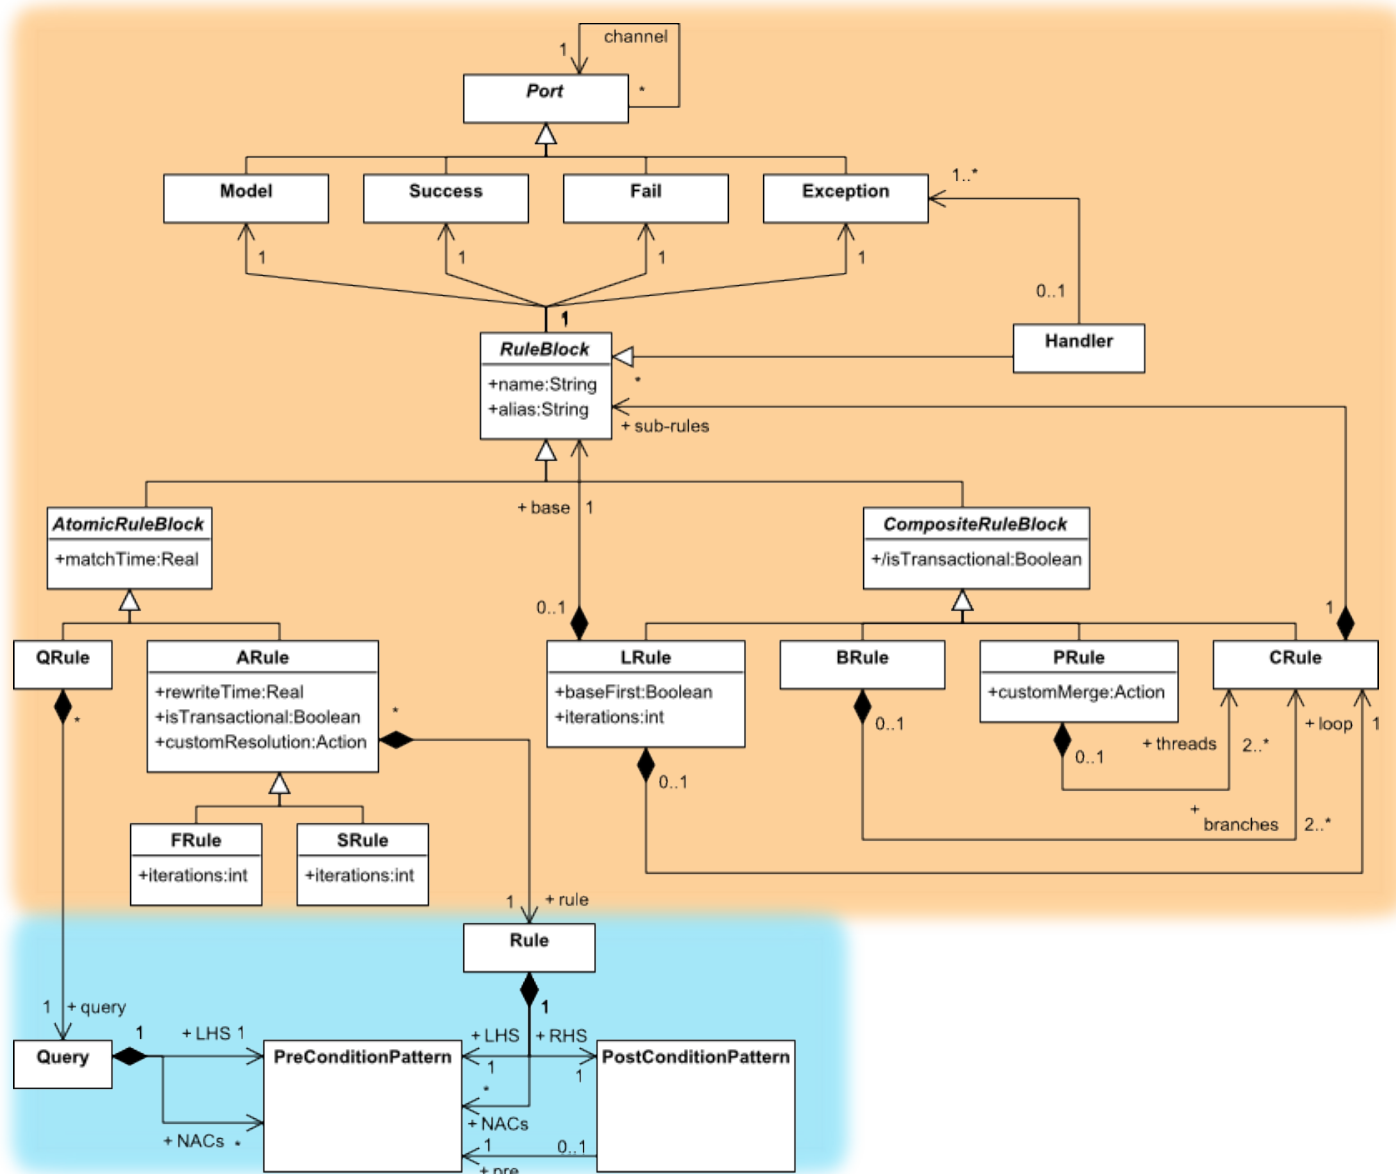 channel
1
Port
*
Model
Success
Fail
Exception
1..*
1
1
1
1
0..1
1
RuleBlock
Handler
+name:String
+alias:String
*
+ sub-rules
+ base
1
AtomicRuleBlock
+matchTime:Real
CompositeRuleBlock
+/isTransactional:Boolean
0..1
1
QRule
ARule
+rewriteTime:Real
+isTransactional:Boolean
+customResolution:Action
LRule
+baseFirst:Boolean
+iterations:int
BRule
PRule
+customMerge:Action
CRule
*
*
0..1
0..1
0..1
+ threads
2..*
+ loop
1
+
branches
2..*
FRule
+iterations:int
SRule
+iterations:int
1
+ rule
Rule
1
1
+ query
1
+ LHS
1
+ LHS
+ RHS
Query
PreConditionPattern
PostConditionPattern
1
1
*
+ NACs
+ NACs
*
1
0..1
+ pre